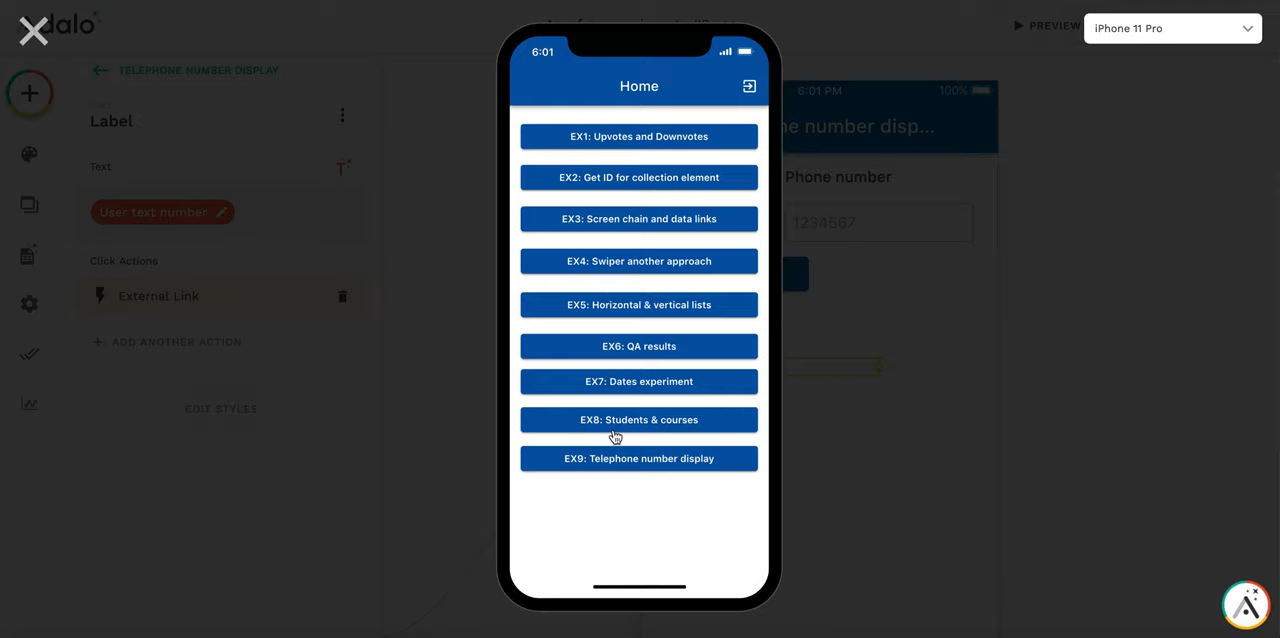 dalo
PREVIEW
iPhone 11 Pro
6:01
Home
TELEPHONE NUMBER DISPLAY
Label
Text
User text number
Click Actions
External Link
ADD ANOTHER ACTION
EDIT STYLES
EX1: Upvotes and Downvotes
EX2: Get ID for collection element
EX3: Screen chain and data links
EX4: Swiper another approach
EX5: Horizontal & vertical lists
EX6: QA results
EX7: Dates experiment
EX8: Students & courses
EX9: Telephone number display
6:01 PM
100%
ne number disp...
Phone number
1234567